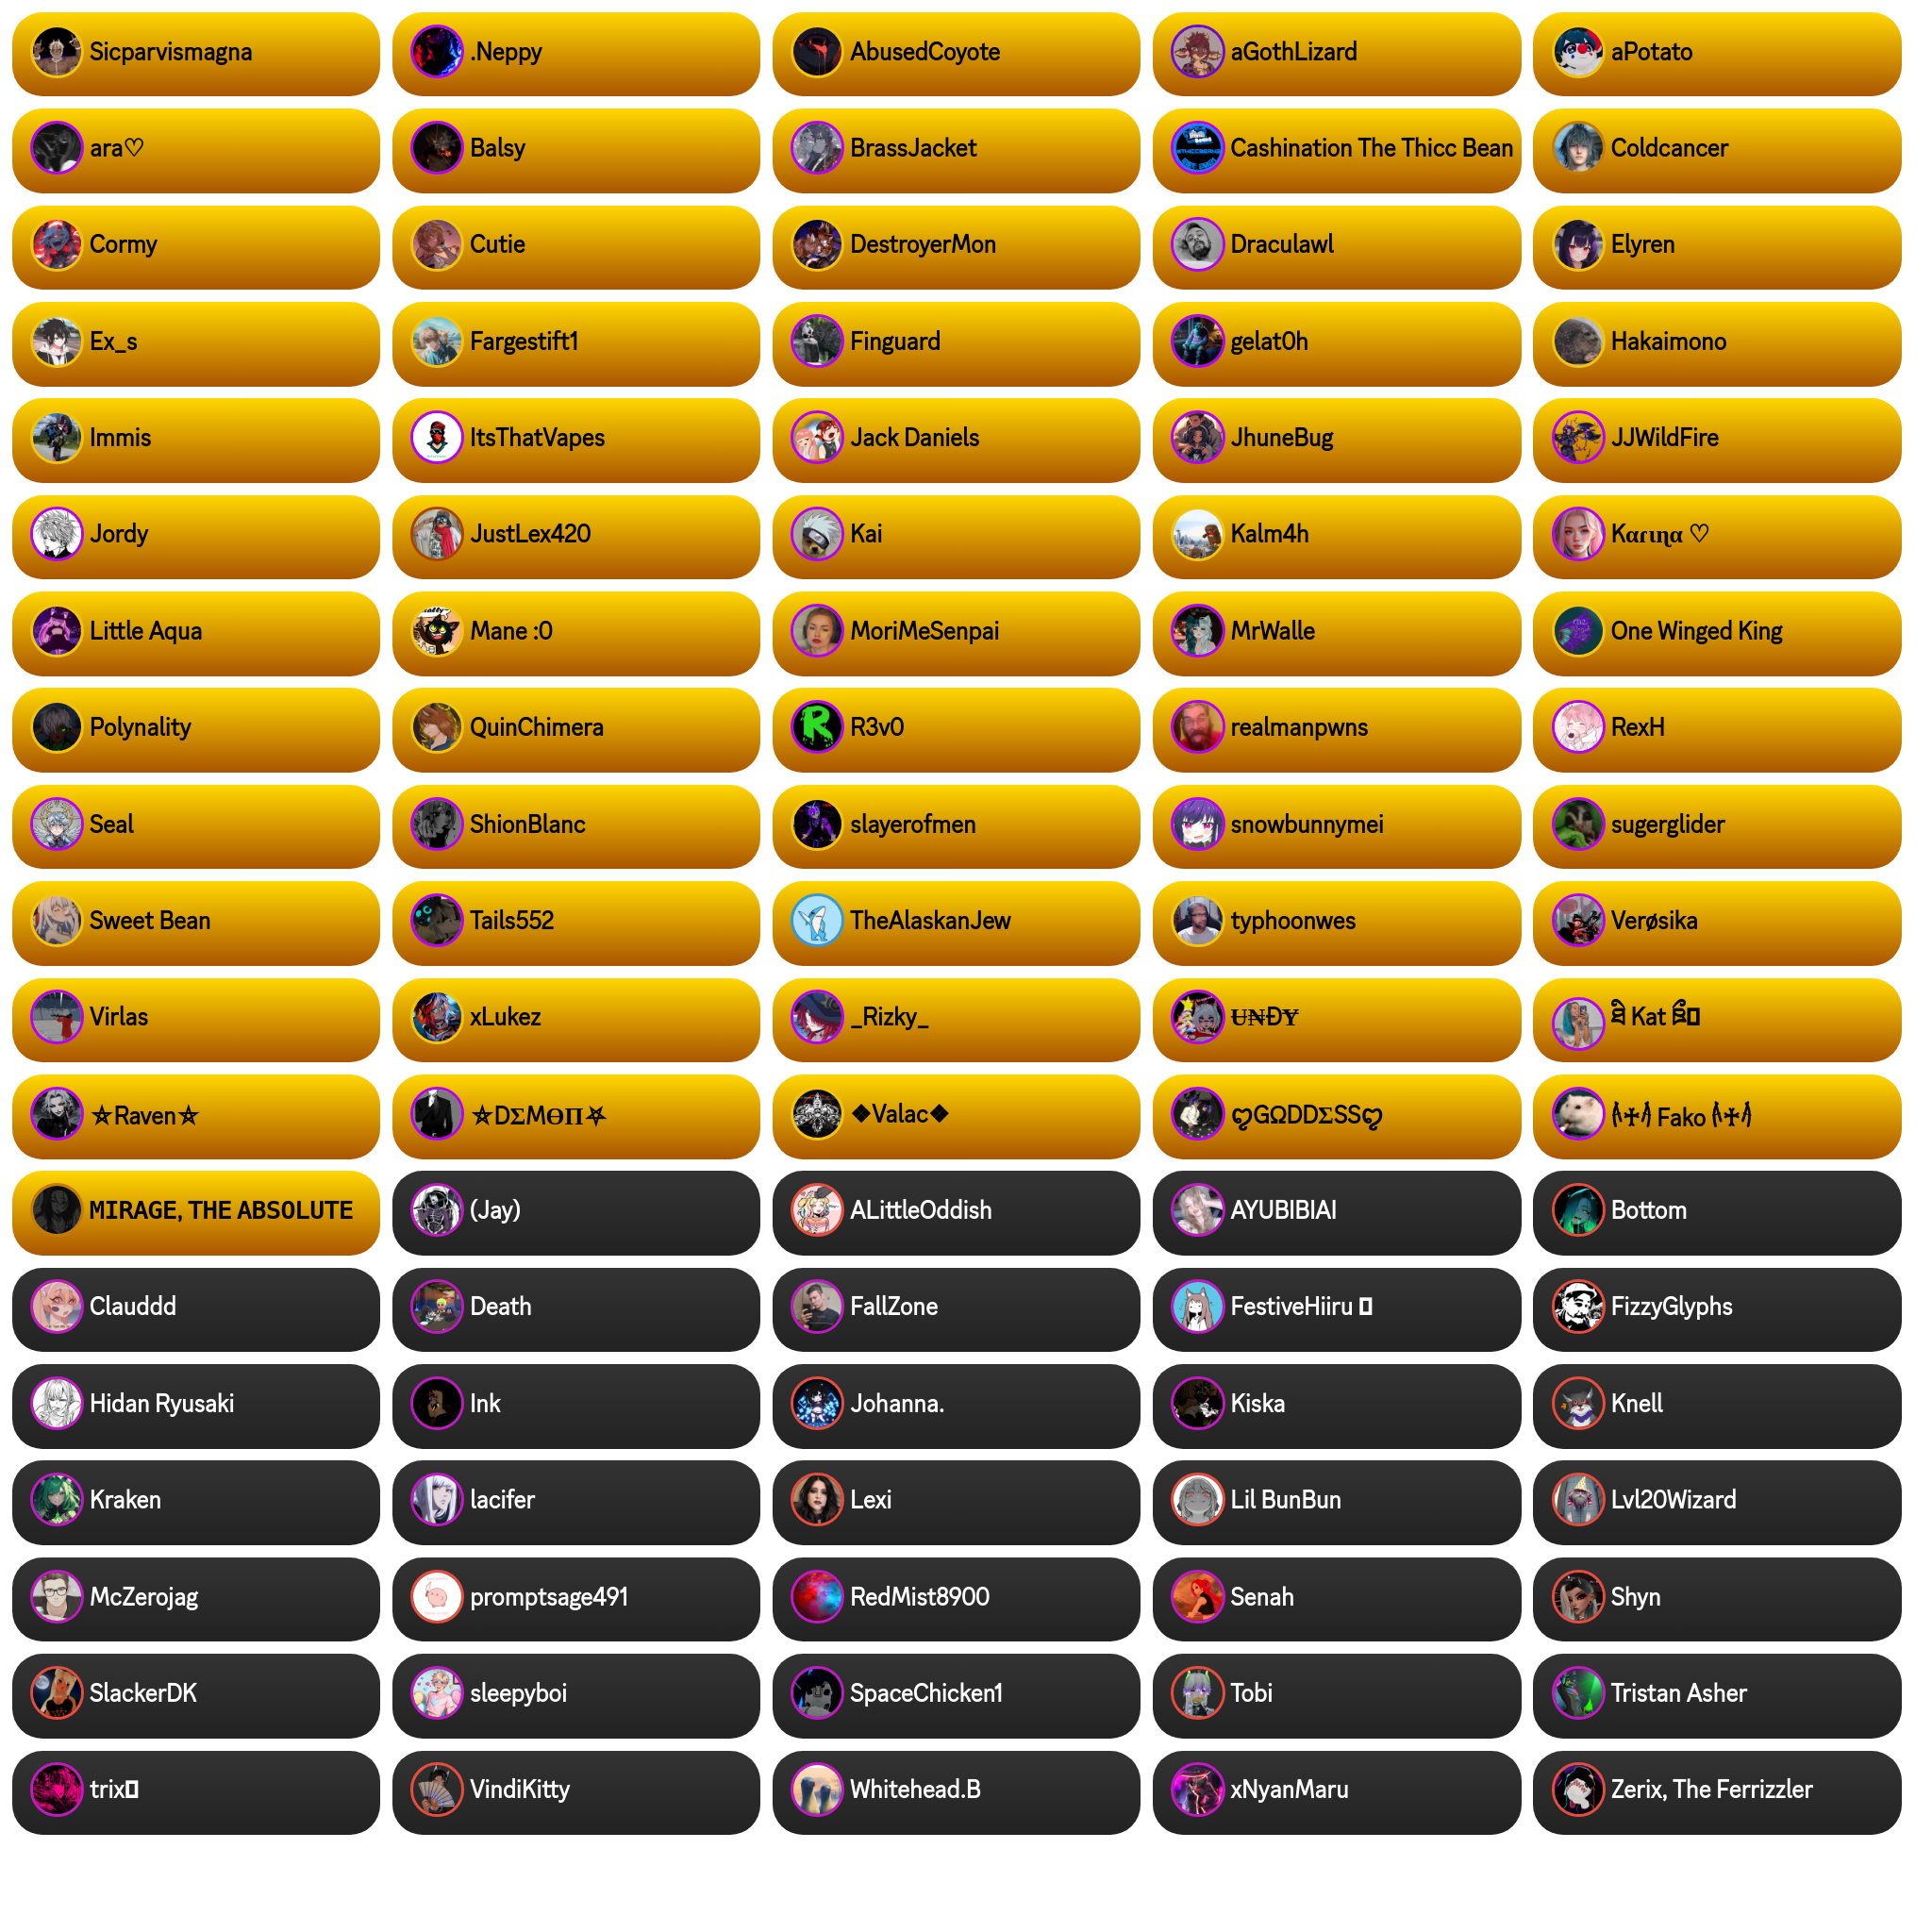 Sicparvismagna
.Neppy
AbusedCoyote
aGothLizard
aPotato
ara♡
Balsy
BrassJacket
Cashination The Thicc Bean
Coldcancer
Cormy
Cutie
DestroyerMon
Draculawl
Elyren
Ex_s
Fargestift1
Finguard
gelat0h
Hakaimono
Immis
ItsThatVapes
Jack Daniels
JhuneBug
JJWildFire
Jordy
JustLex420
Kai
Kalm4h
Kαɾιɳα ♡
Little Aqua
Mane :0
MoriMeSenpai
MrWalle
One Winged King
Polynality
QuinChimera
R3v0
realmanpwns
RexH
Seal
ShionBlanc
slayerofmen
snowbunnymei
sugerglider
Sweet Bean
Tails552
TheAlaskanJew
typhoonwes
Verøsika
Virlas
xLukez
_Rizky_
U̶N̶ĐY̶
Kat
⛤Raven⛤
⛤DΣMӨΠ⛧
❖Valac❖
ღGΩDDΣSSღ
Fako
MIRAGE, THE ABSOLUTE
(Jay)
ALittleOddish
AYUBIBIAI
Bottom
Clauddd
Death
FallZone
FestiveHiiru
FizzyGlyphs
Hidan Ryusaki
Ink
Johanna.
Kiska
Knell
Kraken
lacifer
Lexi
Lil BunBun
Lvl20Wizard
McZerojag
promptsage491
RedMist8900
Senah
Shyn
SlackerDK
sleepyboi
SpaceChicken1
Tobi
Tristan Asher
trix
VindiKitty
Whitehead.B
xNyanMaru
Zerix, The Ferrizzler